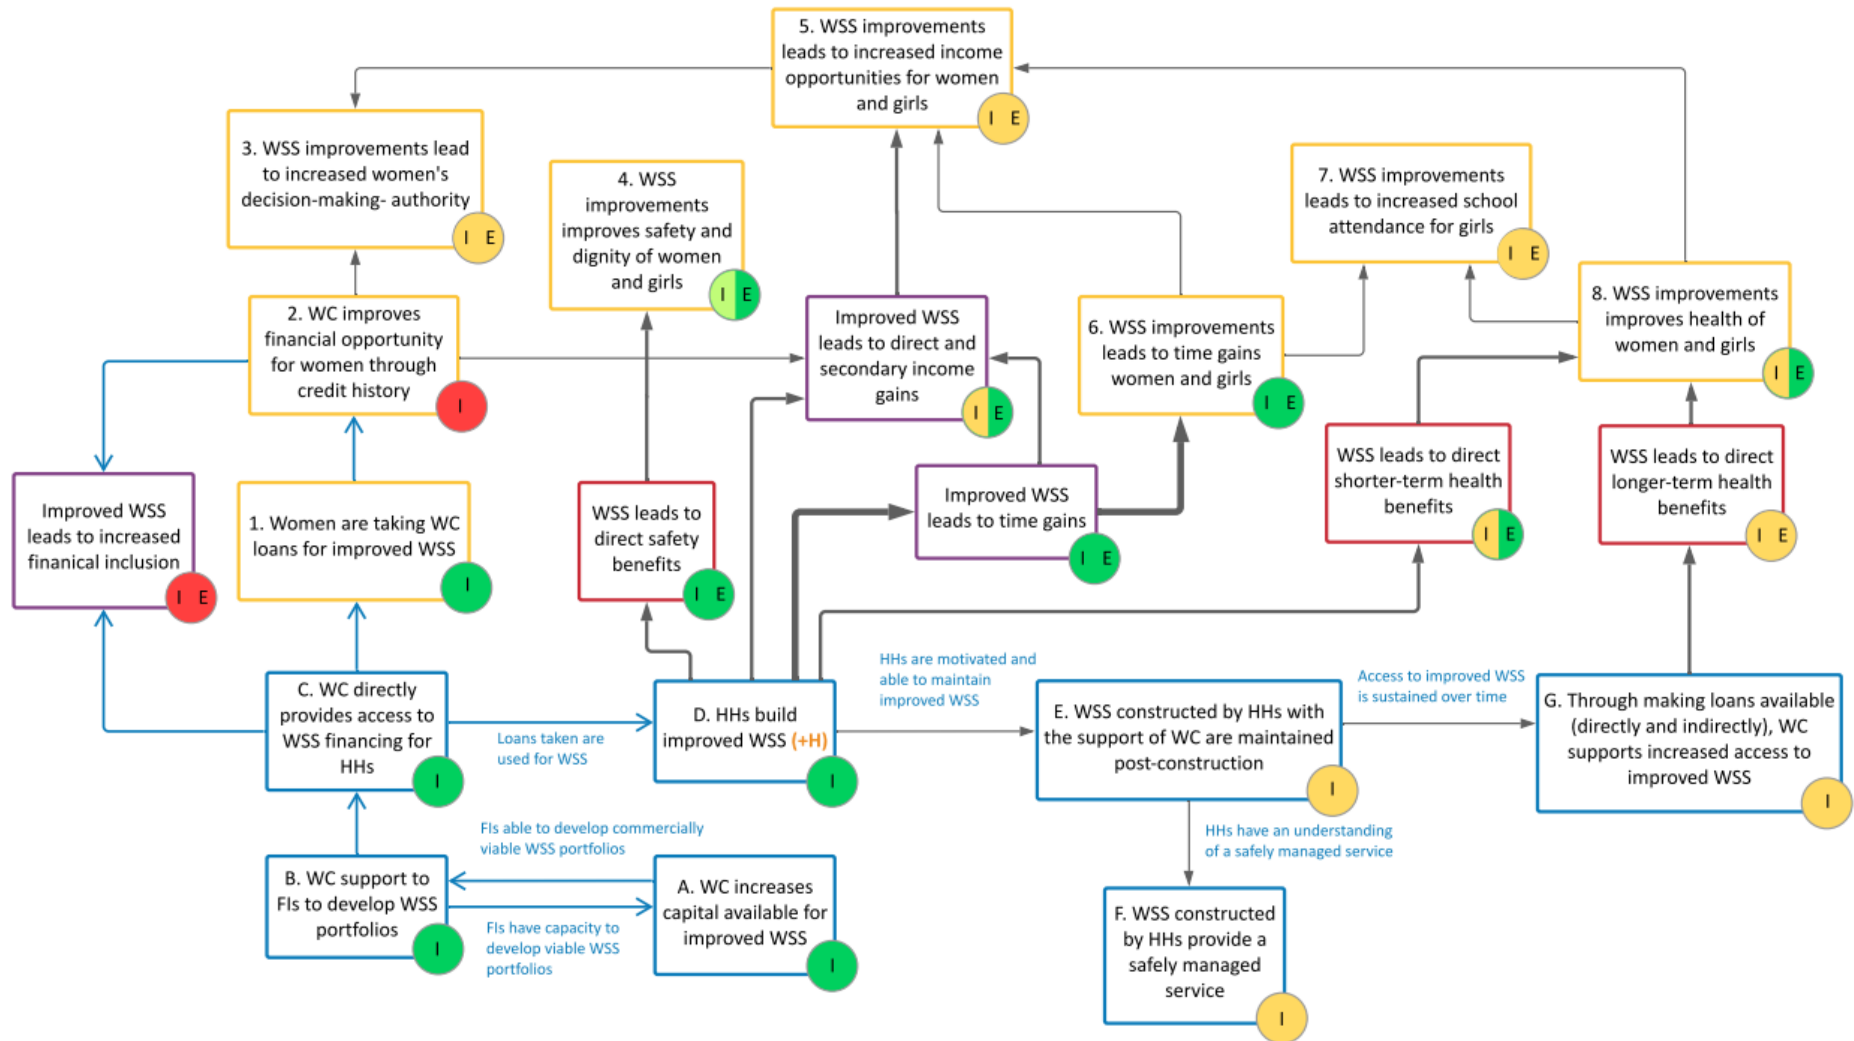 5. WSS improvements
leads to increased income
opportunities for women
and girls
I E
3. WSS improvements lead
to increased women's
decision-making- authority
I E
4. WSS
improvements
improves safety and
dignity of women
and girls
I E
7. WSS improvements
leads to increased school
attendance for girls
I E
2. WC improves
financial opportunity
for women through
credit history
I
Improved WSS
leads to direct and
secondary income
gains
I E
6. WSS improvements
leads to time gains
women and girls
I E
8. WSS improvements
improves health of
women and girls
I E
Improved WSS
leads to increased
finanical inclusion
I E
1. Women are taking WC
loans for improved WSS
I
WSS leads to
direct safety
benefits
I E
Improved WSS
leads to time gains
I E
WSS leads to direct
shorter-term health
benefits
I E
WSS leads to direct
longer-term health
benefits
I E
C. WC directly
provides access to
WSS financing for
HHs
I
Loans taken are
used for WSS
D. HHs build
improved WSS (+H)
I
HHs are motivated and
able to maintain
improved WSS
E. WSS constructed by HHs with
the support of WC are maintained
post-construction
I
Access to improved WSS
is sustained over time
G. Through making loans available
(directly and indirectly), WC
supports increased access to
improved WSS
I
B. WC support to
FIs to develop WSS
portfolios
I
FIs able to develop commercially
viable WSS portfolios
FIs have capacity to
develop viable WSS
portfolios
A. WC increases
capital available for
improved WSS
I
HHs have an understanding
of a safely managed service
F. WSS constructed
by HHs provide a
safely managed
service
I